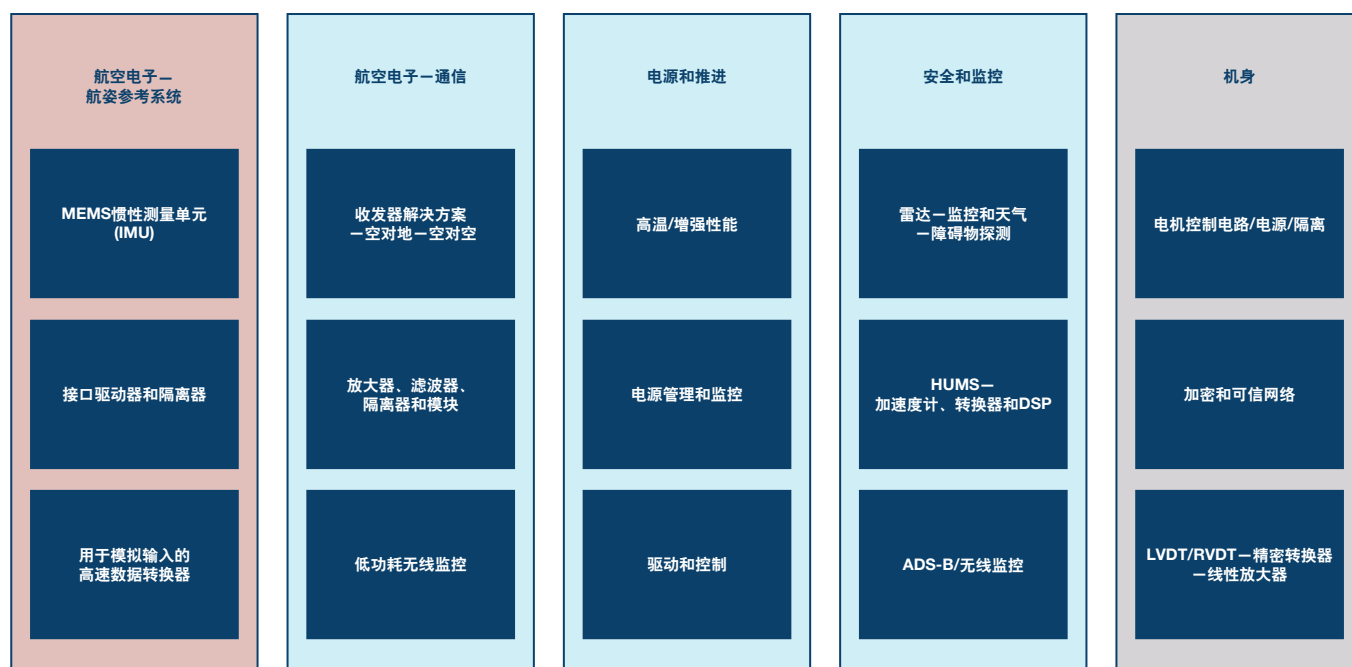 航空电子—
航姿参考系统
MEMS惯性测量单元
(IMU)
接口驱动器和隔离器
用于模拟输入的
高速数据转换器
航空电子—通信
收发器解决方案
—空对地—空对空
放大器、滤波器、
隔离器和模块
低功耗无线监控
电源和推进
高温/增强性能
电源管理和监控
驱动和控制
安全和监控
雷达—监控和天气
—障碍物探测
HUMS—
加速度计、转换器和DSP
ADS-B/无线监控
机身
电机控制电路/电源/隔离
加密和可信网络
LVDT/RVDT—精密转换器
—线性放大器